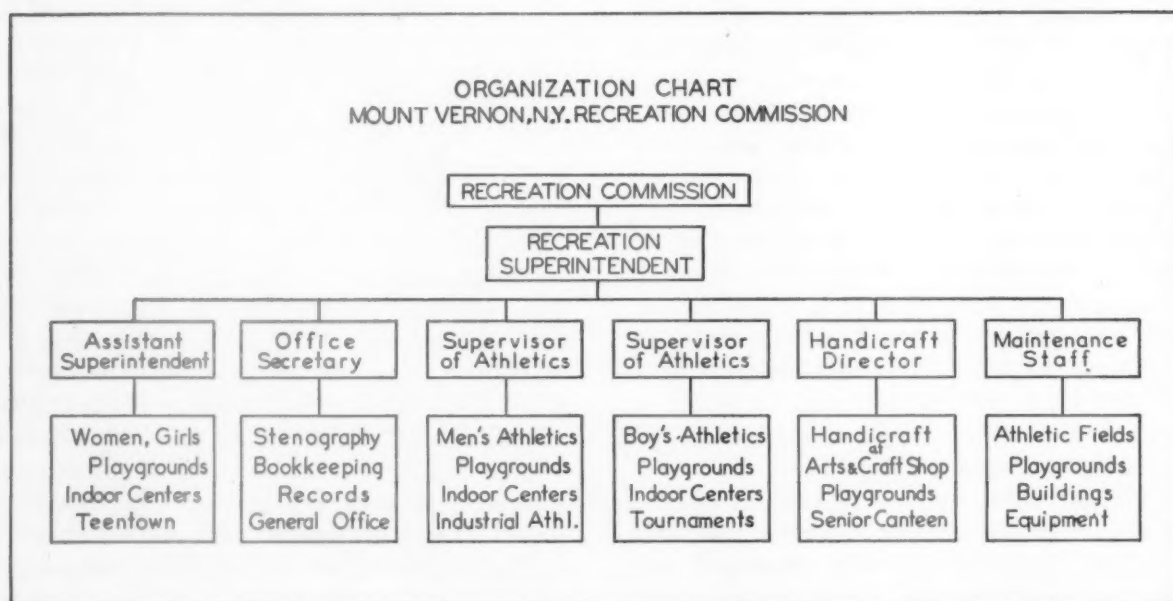 ORGANIZATION CHART
MOUNT VERNON, N.Y. RECREATION COMMISSION
RECREATION COMMISSION
RECREATION
SUPERINTENDENT
Assistant
Superintendent
Office
Secretary
Supervisor
of Athletics
Supervisor
of Athletics
Handicraft
Director
Maintenance
Staff.
Women, Girls
Playgrounds
Indoor Centers
Teentown
Stenography
Bookkeeping
Records
General Office
Men's Athletics
Playgrounds
Indoor Centers
Industrial Athl.
Boy's Athletics
Playgrounds
Indoor Centers
Tournaments
Handicraft
at
Arts & Craft Shop
Playgrounds
Senior Canteen
Athletic Fields
Playgrounds
Buildings
Equipment